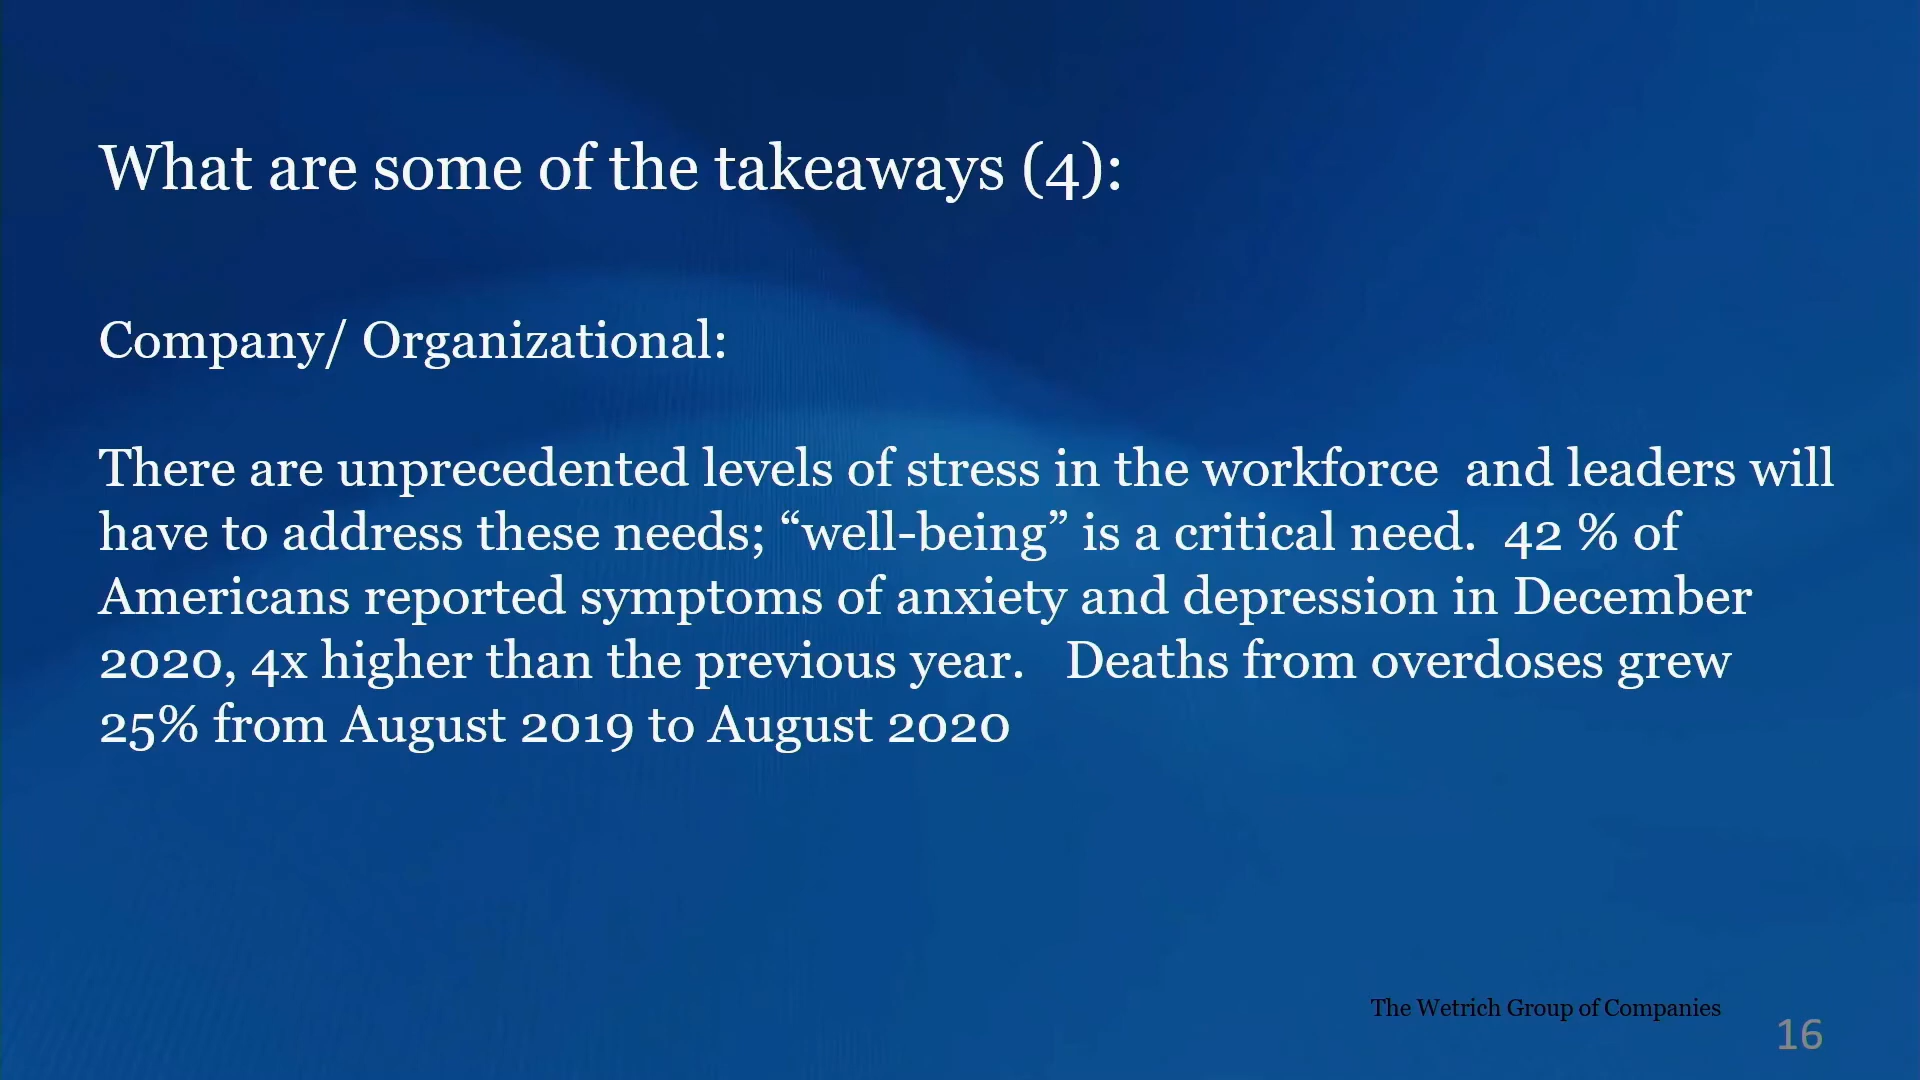 What are some of the takeaways (4):
Company/ Organizational:
There are unprecedented levels of stress in the workforce  and leaders will
have to address these needs; “well-being” is a critical need.  42 % of
Americans reported symptoms of anxiety and depression in December
2020, 4x higher than the previous year.   Deaths from overdoses grew
25% from August 2019 to August 2020
The Wetrich Group of Companies
16